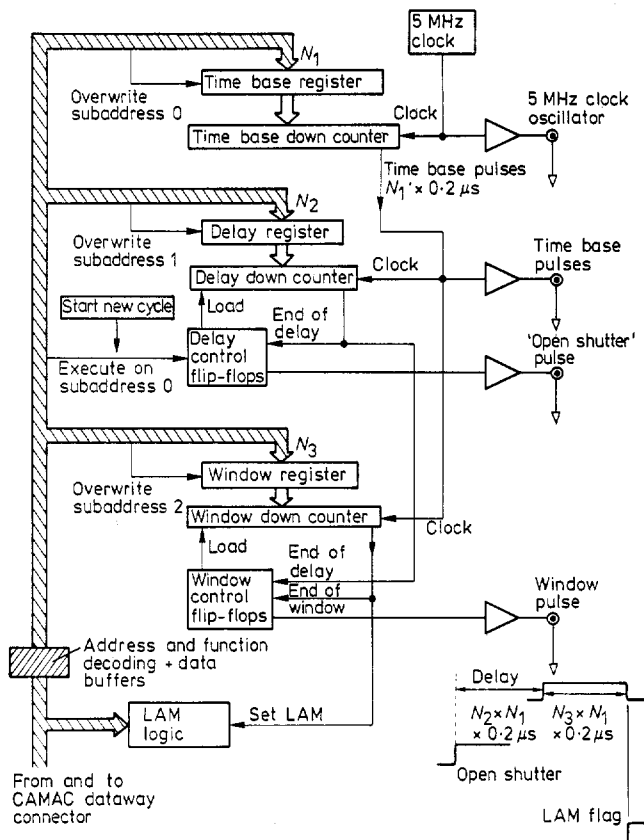 5 MHz
clock
N1
Time base register
Overwrite
subaddress 0
Clock
5 MHz clock
oscillator
Time base down counter
Time base pulses
N1 × 0·2 μs
N2
Delay register
Overwrite
subaddress 1
Delay down counter
Clock
Time base
pulses
Start new cycle
Load
End of
delay
Delay
control
flip-flops
'Open shutter'
pulse
Execute on
subaddress 0
N3
Window register
Overwrite
subaddress 2
Window down counter
Clock
Load
End of
delay
Window
control
flip-flops
End of
window
Window
pulse
Address and function
decoding + data
buffers
Delay
N2 × N1
× 0·2 μs
N3 × N1
× 0·2 μs
LAM
logic
Set LAM
Open shutter
From and to
CAMAC dataway
connector
LAM flag